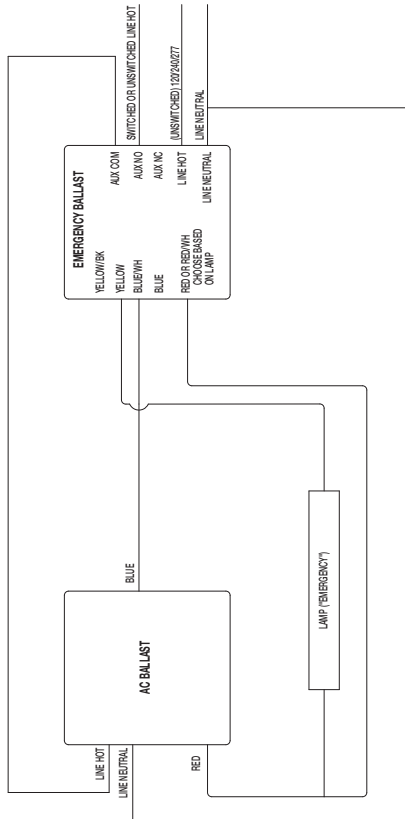 SWITCHED OR UNSWITCHED LINE HOT
(UNSWITCHED) 120/240/277
LINE NEUTRAL
EMERGENCY BALLAST
AUX COM
AUX NO
AUX NC
LINE HOT
LINE NEUTRAL
YELLOW/BK
YELLOW
BLUE/WH
BLUE
RED OR RED/WH
CHOOSE BASED
ON LAMP
BLUE
AC BALLAST
LINE HOT
LINE NEUTRAL
RED
LAMP ("EMERGENCY")